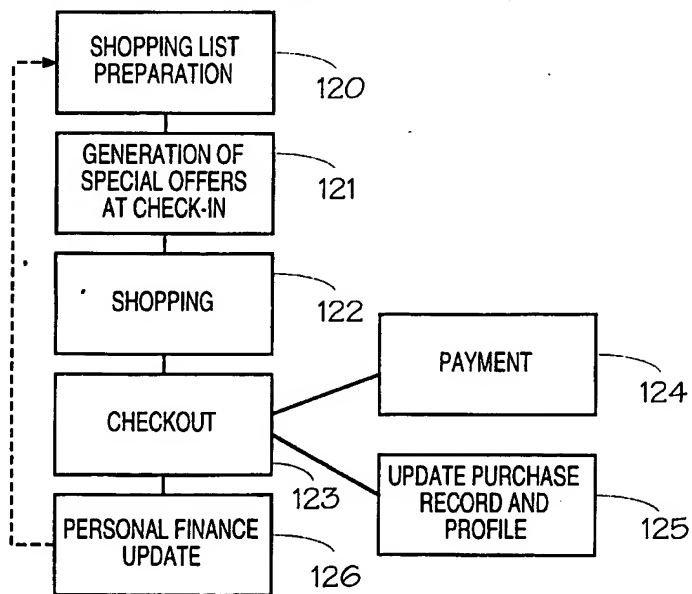 SHOPPING LIST
PREPARATION
120
GENERATION OF
SPECIAL OFFERS
AT CHECK-IN
121
SHOPPING
122
PAYMENT
124
CHECKOUT
123
UPDATE PURCHASE
RECORD AND
PROFILE
125
PERSONAL FINANCE
UPDATE
126